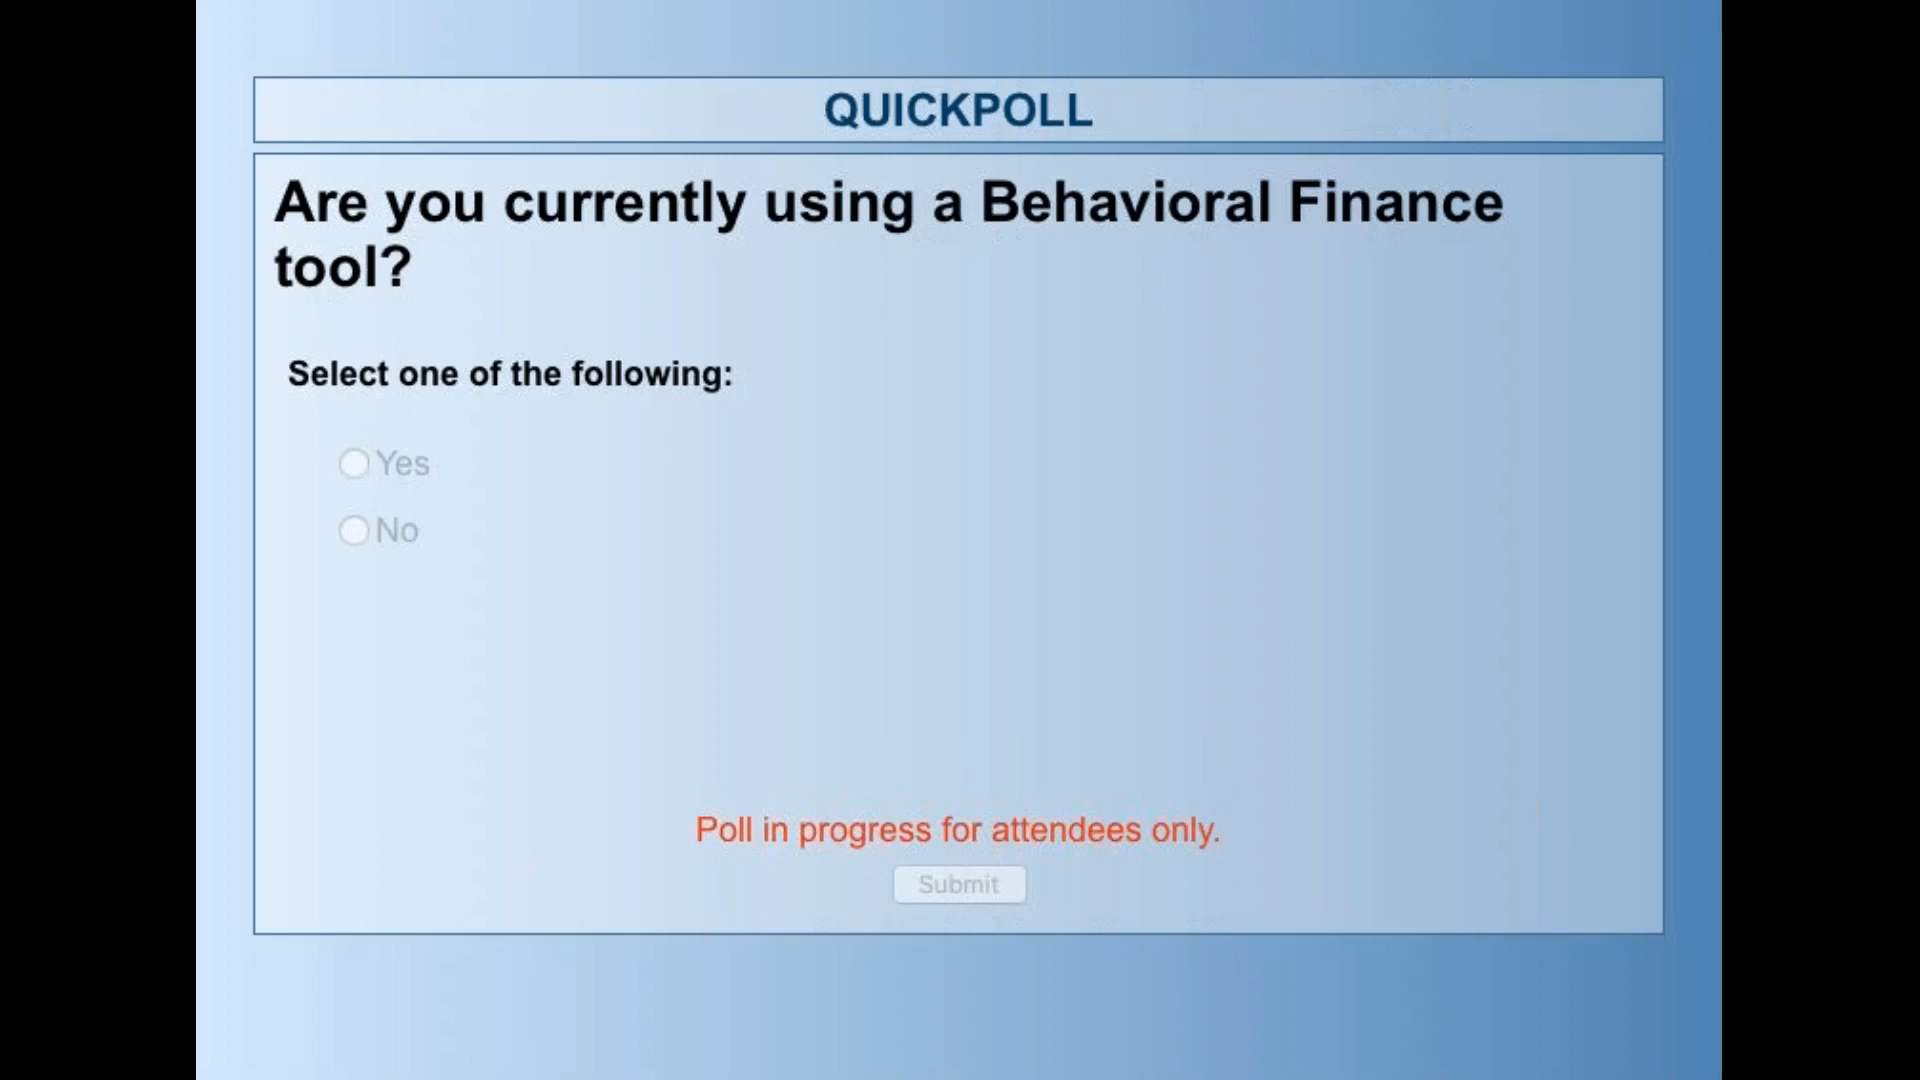 QUICKPOLL
Are you currently using a Behavioral Finance
tool?
Select one of the following:
Yes
No
Poll in progress for attendees only.
Submit